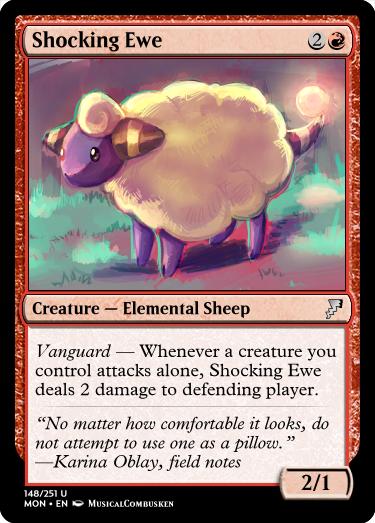 Shocking Ewe 2
Creature — Elemental Sheep
Vanguard — Whenever a creature you
control attacks alone, Shocking Ewe
deals 2 damage to defending player.
“No matter how comfortable it looks, do
not attempt to use one as a pillow.”
—Karina Oblay, field notes
2/1
148/251 U
MON • EN MusicalCombusken